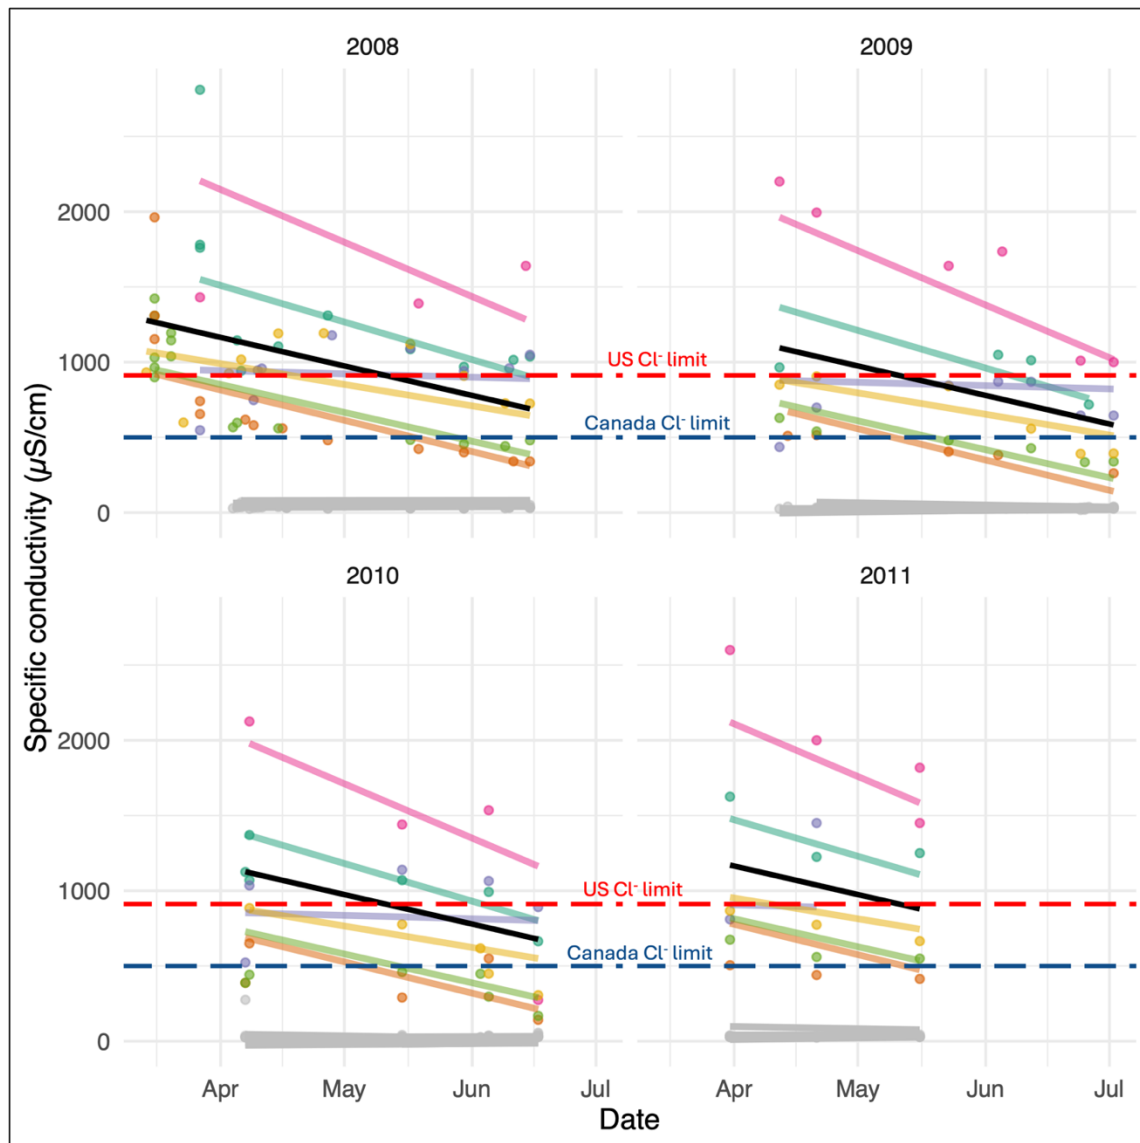 2008
2009
Specific conductivity (µS/cm)
2000
1000
0
US Cl⁻ limit
Canada Cl⁻ limit
2010
2011
2000
1000
0
US Cl⁻ limit
Canada Cl⁻ limit
Apr May Jun Jul
Apr May Jun Jul
Date